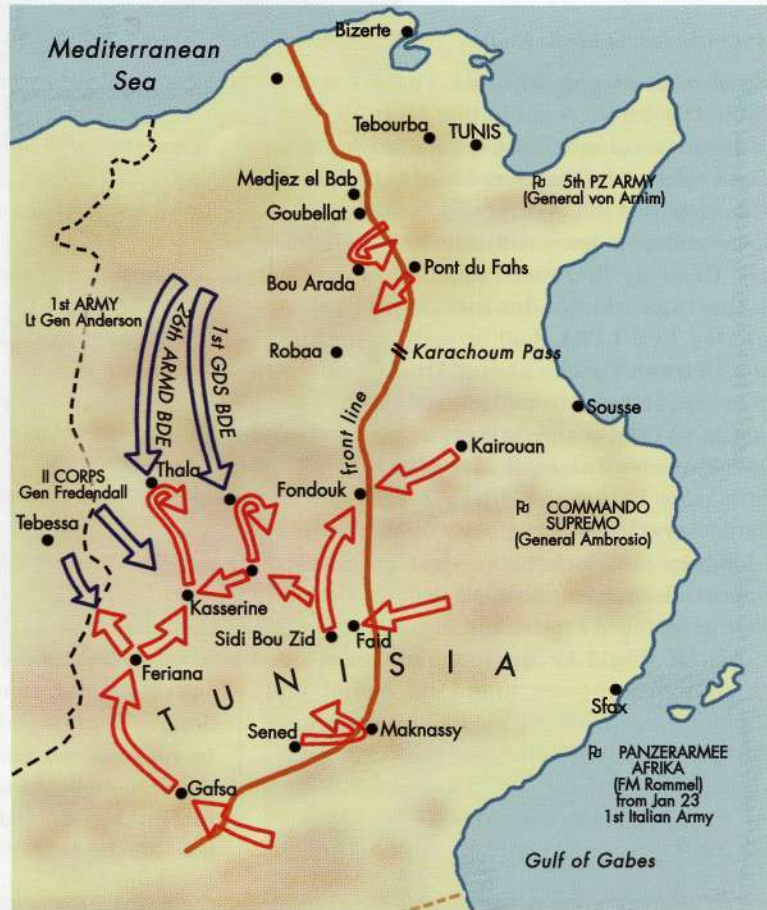 Mediterranean
Sea
Bizerte
Tebourba
TUNIS
Medjez el Bab
Goubellat
5th PZ ARMY
(General von Arnim)
Bou Arada
Pont du Fahs
1st ARMY
Lt Gen Anderson
26th ARMD BDE
1st GDS BDE
Robaa
Karachoum Pass
front line
Sousse
Kairouan
II CORPS
Gen Fredendall
Thala
Fondouk
Tebessa
COMMANDO
SUPREMO
(General Ambrosio)
Kasserine
Sidi Bou Zid
Faid
Feriana
TUNISIA
Sfax
Sened
Maknassy
PANZERARMEE
AFRIKA
(FM Rommel)
from Jan 23
1st Italian Army
Gafsa
Gulf of Gabes